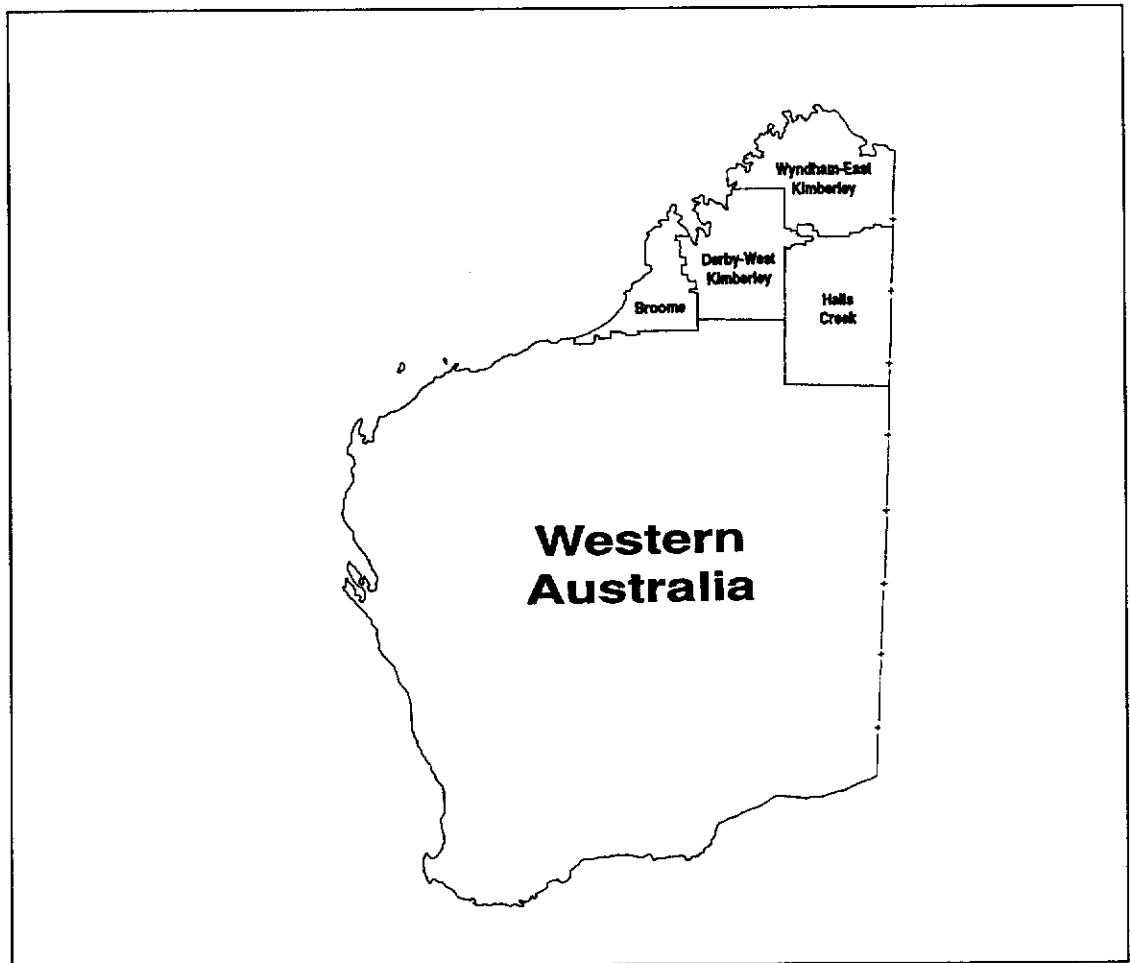 Wyndham-East
Kimberley
Derby-West
Kimberley
Broome
Halls
Creek
Western
Australia